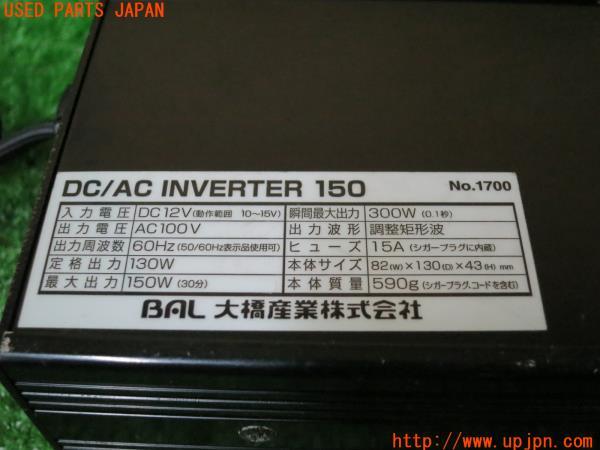 USED PARTS JAPAN
DC/AC INVERTER 150 No.1700
入力電圧 DC12V(動作範囲 10~15V) 瞬間最大出力 300W(0.1秒)
出力電圧 AC100V 出力波形 調整矩形波
出力周波数 60Hz(50/60Hz表示品使用可) ヒューズ 15A(シガープラグに内蔵)
定格出力 130W 本体サイズ 82(W)×130(D)×43(H)mm
最大出力 150W(30分) 本体質量 590g(シガープラグ、コードを含む)
BAL 大橋産業株式会社
http://www.upjpn.com/